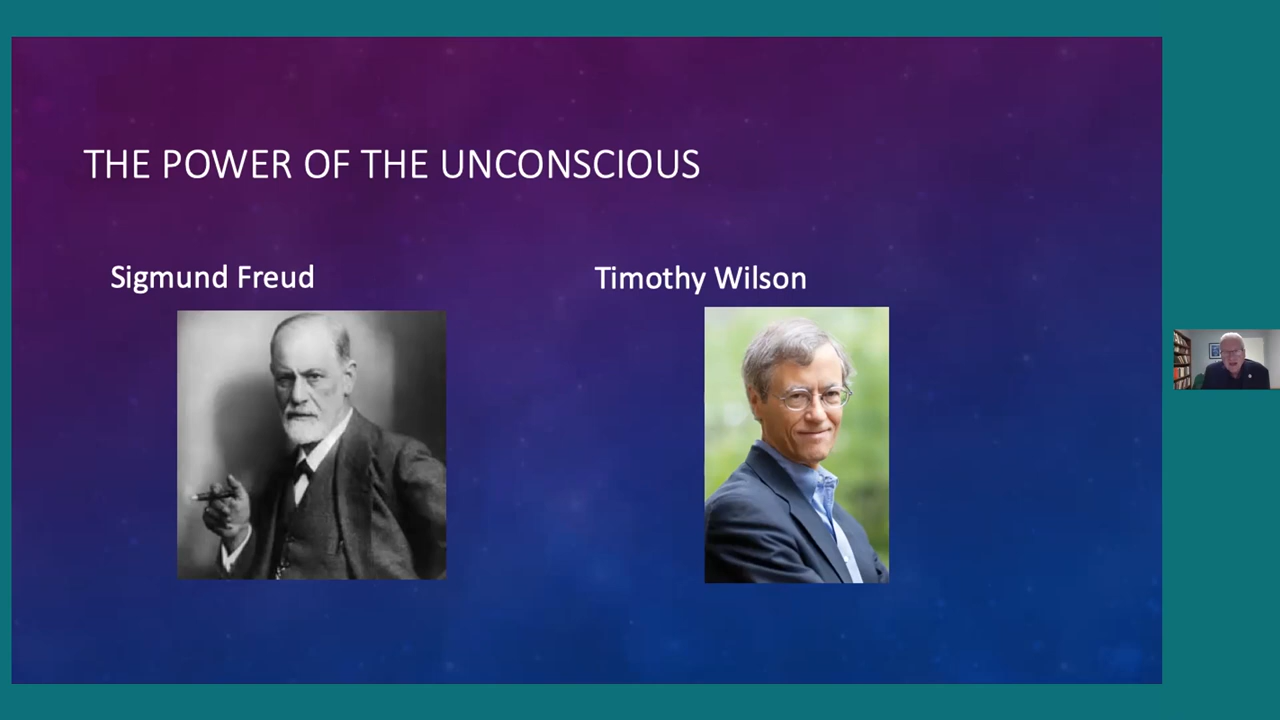 THE POWER OF THE UNCONSCIOUS
Sigmund Freud
Timothy Wilson